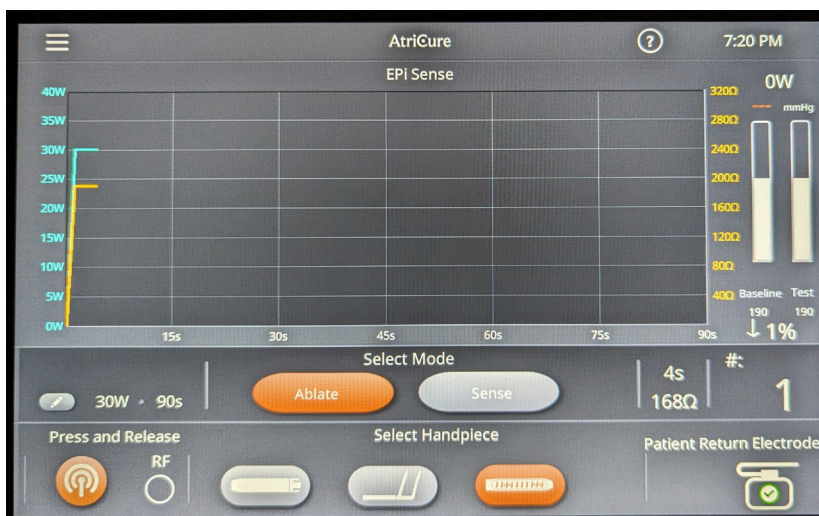 AtriCure
?
7:20 PM
EPi Sense
0W
40W
35W
30W
25W
20W
15W
10W
5W
0W
320Ω
280Ω
240Ω
200Ω
160Ω
120Ω
80Ω
40Ω
--- mmHg
Baseline Test
190 190
↓ 1%
15s 30s 45s 60s 75s 90s
Select Mode
30W • 90s
Ablate
Sense
4s
168Ω
#:
1
Press and Release
RF
Select Handpiece
Patient Return Electrode